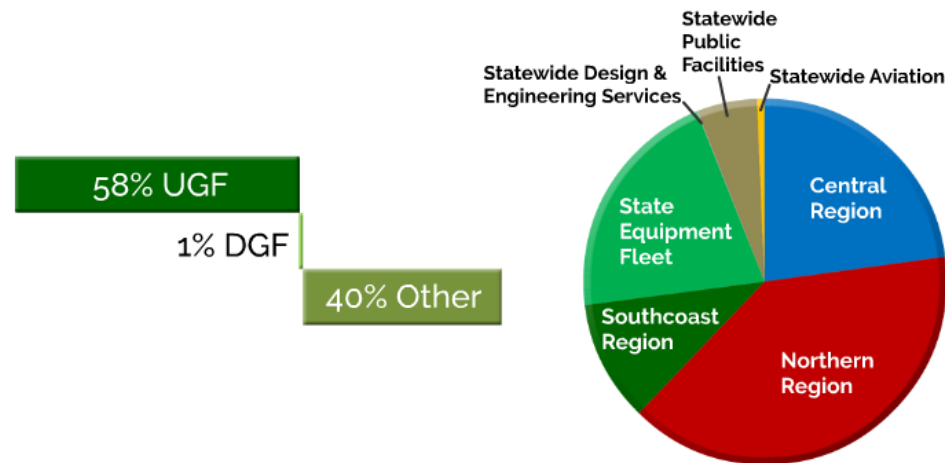 58% UGF
1% DGF
40% Other
Statewide
Public
Facilities
Statewide Design &
Engineering Services
Statewide Aviation
Central
Region
State
Equipment
Fleet
Southcoast
Region
Northern
Region